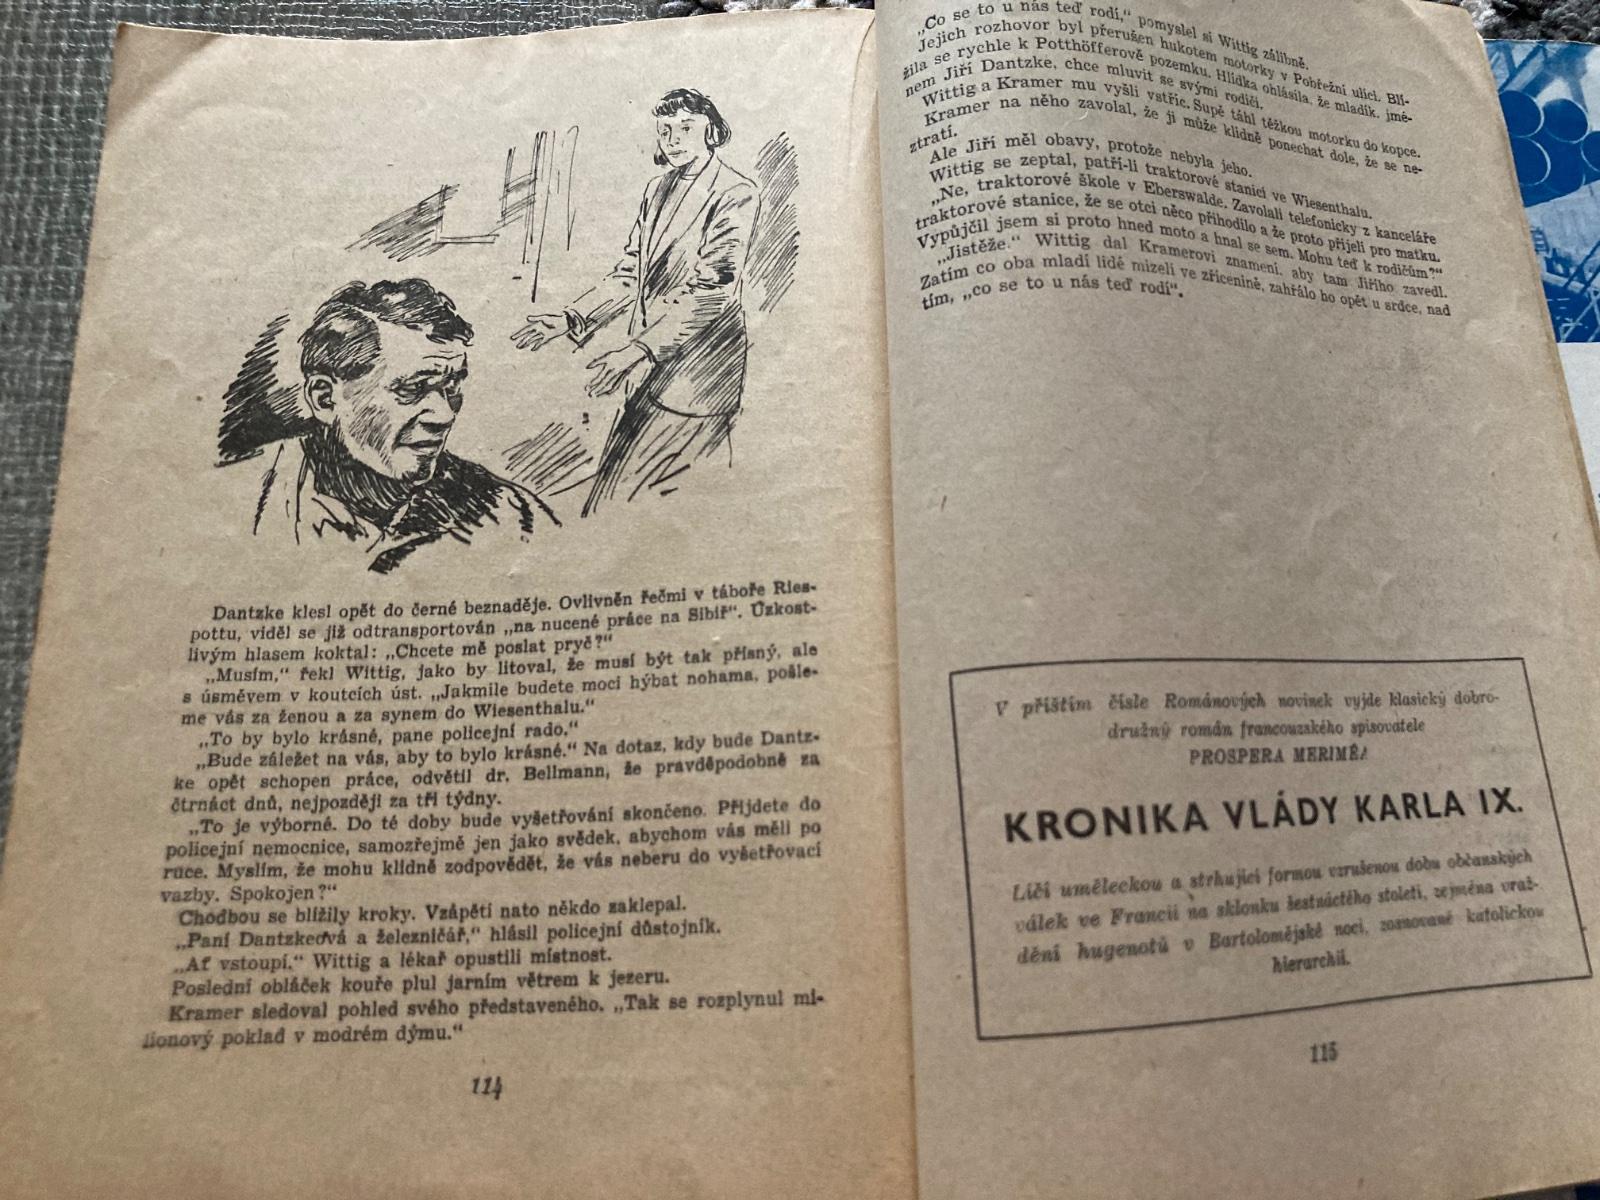 Dantzke klesl opět do černé beznaděje. Ovlivněn řečmi v táboře Ries-
pottu, viděl se již odtransportován „na nucené práce na Sibiř“. Úzkost-
livým hlasem koktal: „Chcete mě poslat pryč?“
„Musím,“ řekl Wittig, jako by litoval, že musí být tak přísný, ale
s úsměvem v koutcích úst. „Jakmile budete moci hýbat nohama, pošle-
me vás za ženou a za synem do Wiesenthalu.“
„To by bylo krásné, pane policejní rado.“
„Bude záležet na vás, aby to bylo krásné.“ Na dotaz, kdy bude Dantz-
ke opět schopen práce, odvětil dr. Bellmann, že pravděpodobně za
čtrnáct dnů, nejpozději za tři týdny.
„To je výborné. Do té doby bude vyšetřování skončeno. Přijdete do
policejní nemocnice, samozřejmě jen jako svědek, abychom vás měli po
ruce. Myslím, že mohu klidně zodpovědět, že vás neberu do vyšetřovací
vazby. Spokojen?“
Chodbou se blížily kroky. Vzápětí nato někdo zaklepal.
„Paní Dantzkeová a železničář,“ hlásil policejní důstojník.
„Ať vstoupí.“ Wittig a lékař opustili místnost.
Poslední obláček kouře plul jarním větrem k jezeru.
Kramer sledoval pohled svého představeného. „Tak se rozplynul mi-
lionový poklad v modrém dýmu.“
114
„Co se to u nás teď rodí,“ pomyslel si Wittig zálibně.
Jejich rozhovor byl přerušen hukotem motorky v Pobřežní ulici. Blí-
žila se rychle k Potthöfferově pozemku. Hlídka ohlásila, že mladík, jmé-
nem Jiří Dantzke, chce mluvit se svými rodiči.
Wittig a Kramer mu vyšli vstříc. Supě táhl těžkou motorku do kopce.
Kramer na něho zavolal, že ji může klidně ponechat dole, že se ne-
ztratí.
Ale Jiří měl obavy, protože nebyla jeho.
Wittig se zeptal, patří-li traktorové stanici ve Wiesenthalu.
„Ne, traktorové škole v Eberswalde. Zavolali telefonicky z kanceláře
traktorové stanice, že se otci něco přihodilo a že proto přijeli pro matku.
Vypůjčil jsem si proto hned moto a hnal se sem. Mohu teď k rodičům?“
„Jistěže.“ Wittig dal Kramerovi znamení, aby tam Jiřího zavedl.
Zatím co oba mladí lidé mizeli ve zřícenině, zahřálo ho opět u srdce, nad
tím, „co se to u nás teď rodí“.
V příštím čísle Románových novinek vyjde klasický dobro-
družný román francouzského spisovatele
PROSPERA MERIMÉA
KRONIKA VLÁDY KARLA IX.
Líčí uměleckou a strhující formou vzrušenou dobu občanských
válek ve Francii na sklonku šestnáctého století, zejména vraž-
dění hugenotů v Bartolomějské noci, zosnované katolickou
hierarchií.
115